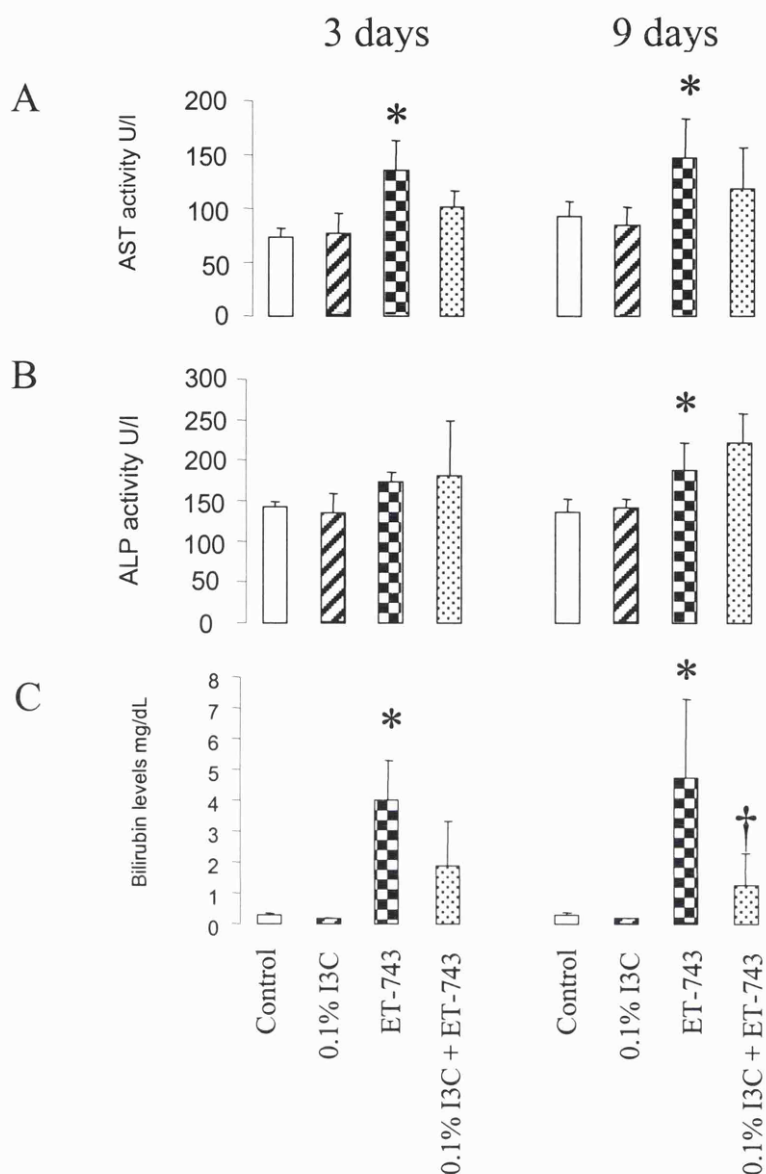 3 days 9 days
A
AST activity U/l
200
150
100
50
0
*
*
B
ALP activity U/l
300
250
200
150
100
50
0
*
C
Bilirubin levels mg/dL
8
7
6
5
4
3
2
1
0
*
*
†
Control
0.1% I3C
ET-743
0.1% I3C + ET-743
Control
0.1% I3C
ET-743
0.1% I3C + ET-743